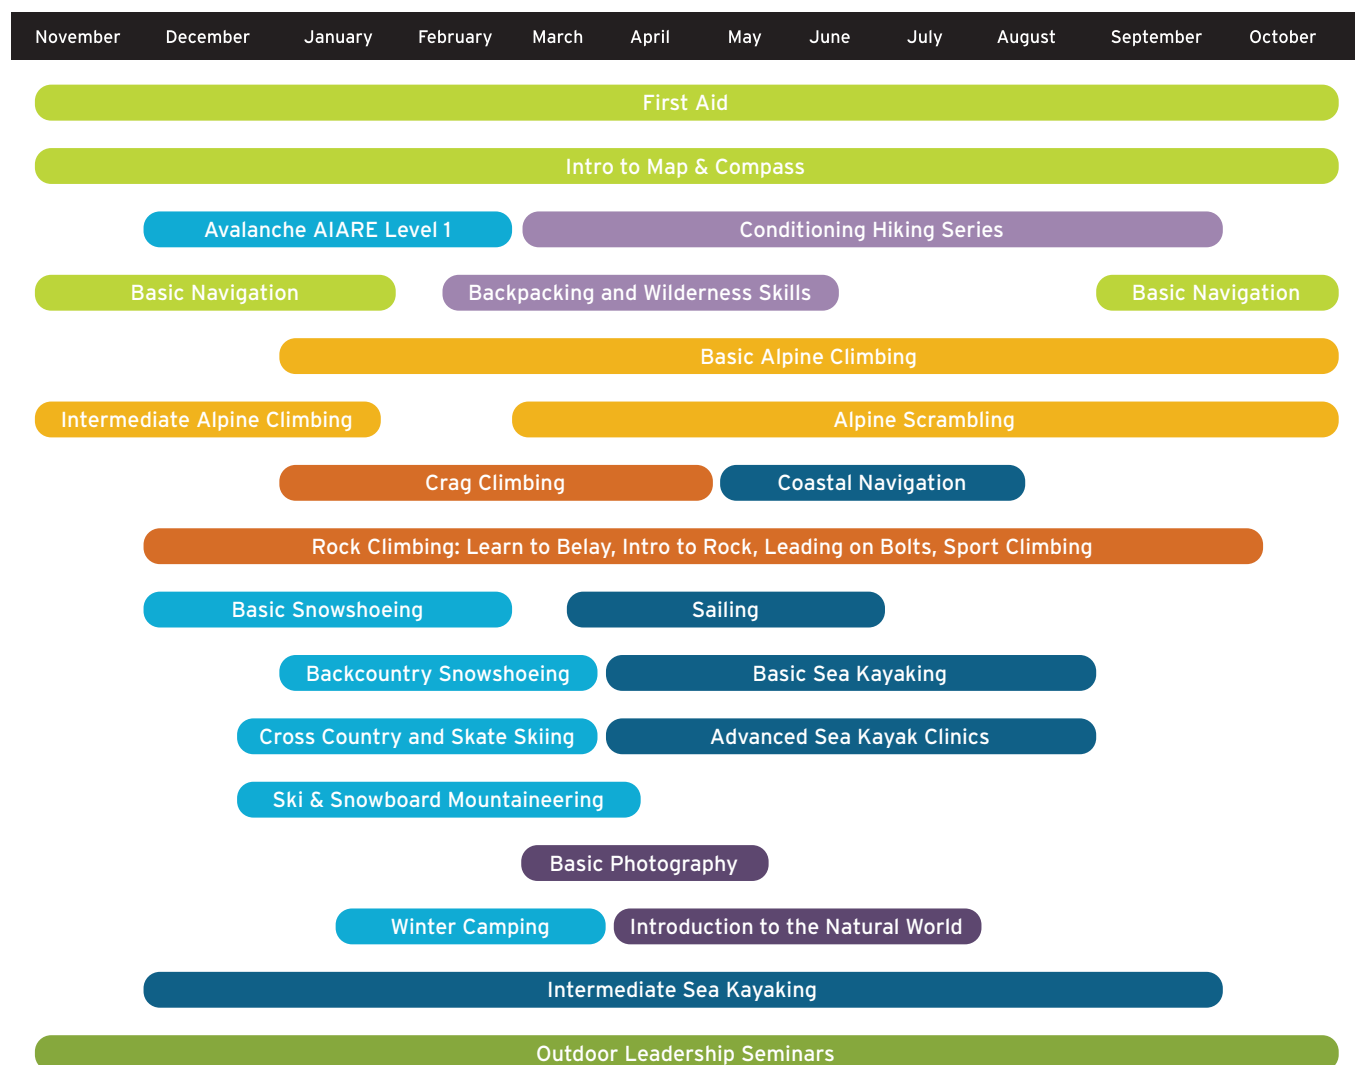 November December January February March April May June July August September October
First Aid
Intro to Map & Compass
Avalanche AIARE Level 1 Conditioning Hiking Series
Basic Navigation Backpacking and Wilderness Skills Basic Navigation
Basic Alpine Climbing
Intermediate Alpine Climbing Alpine Scrambling
Crag Climbing Coastal Navigation
Rock Climbing: Learn to Belay, Intro to Rock, Leading on Bolts, Sport Climbing
Basic Snowshoeing Sailing
Backcountry Snowshoeing Basic Sea Kayaking
Cross Country and Skate Skiing Advanced Sea Kayak Clinics
Ski & Snowboard Mountaineering
Basic Photography
Winter Camping Introduction to the Natural World
Intermediate Sea Kayaking
Outdoor Leadership Seminars